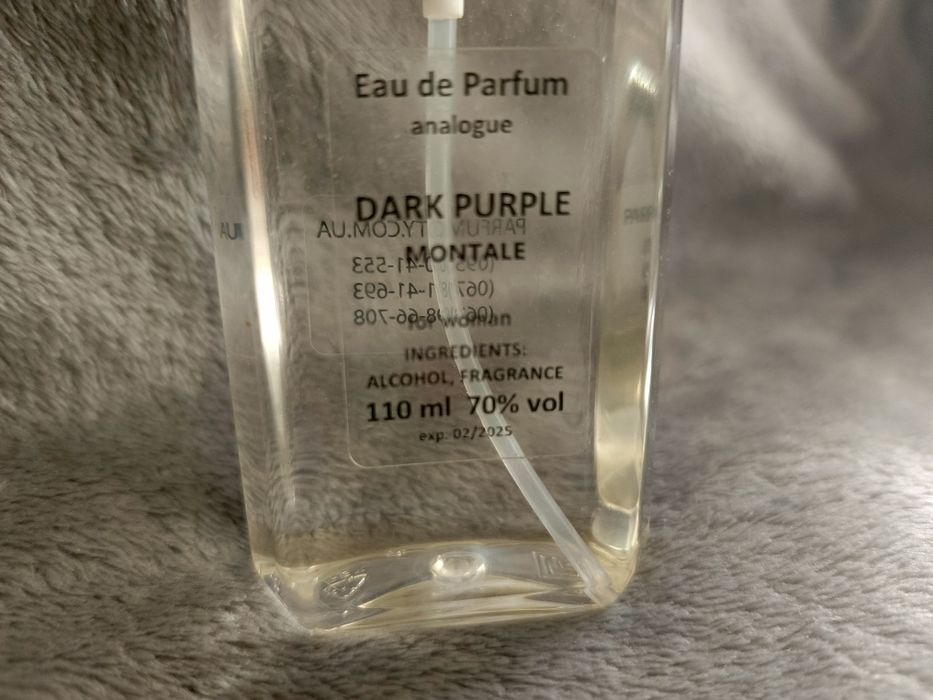 Eau de Parfum
analogue
DARK PURPLE
MONTALE
for woman
INGREDIENTS:
ALCOHOL, FRAGRANCE
110 ml 70% vol
exp. 02/2025